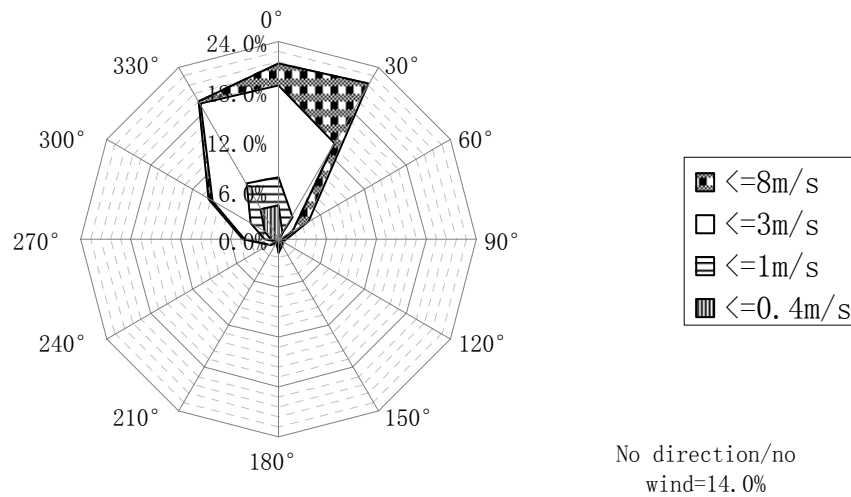 0°
24.0%
330°
30°
18.0%
12.0%
300°
60°
6.0%
<=8m/s
<=3m/s
270°
0.0%
90°
<=1m/s
<=0.4m/s
240°
120°
210°
150°
180°
No direction/no
wind=14.0%